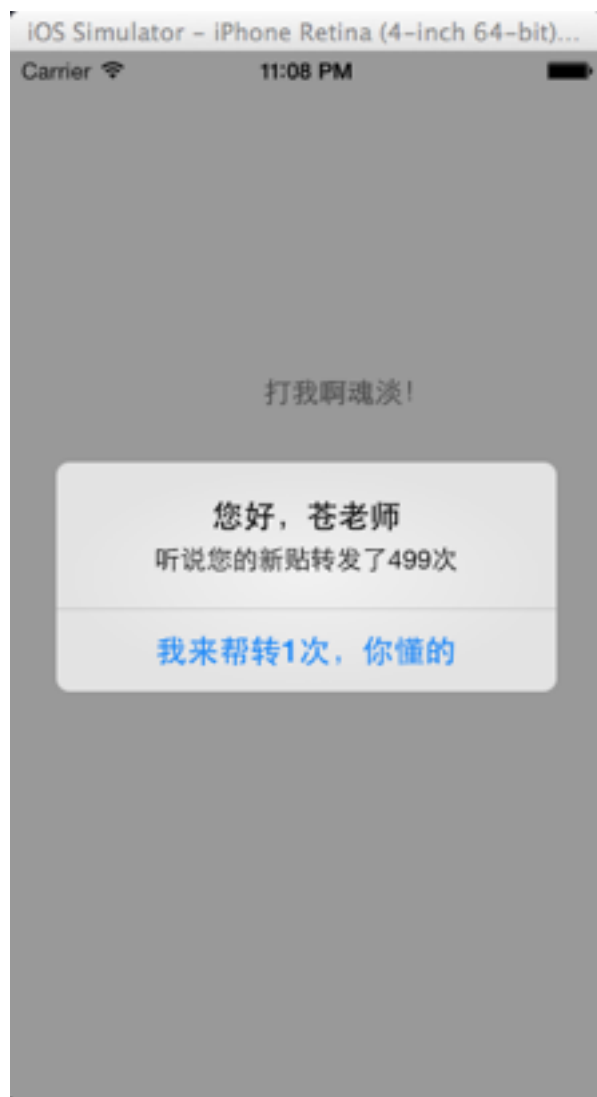 iOS Simulator – iPhone Retina (4-inch 64-bit)...
Carrier 11:08 PM
打我啊魂淡!
您好，苍老师
听说您的新贴转发了499次
我来帮转1次，你懂的